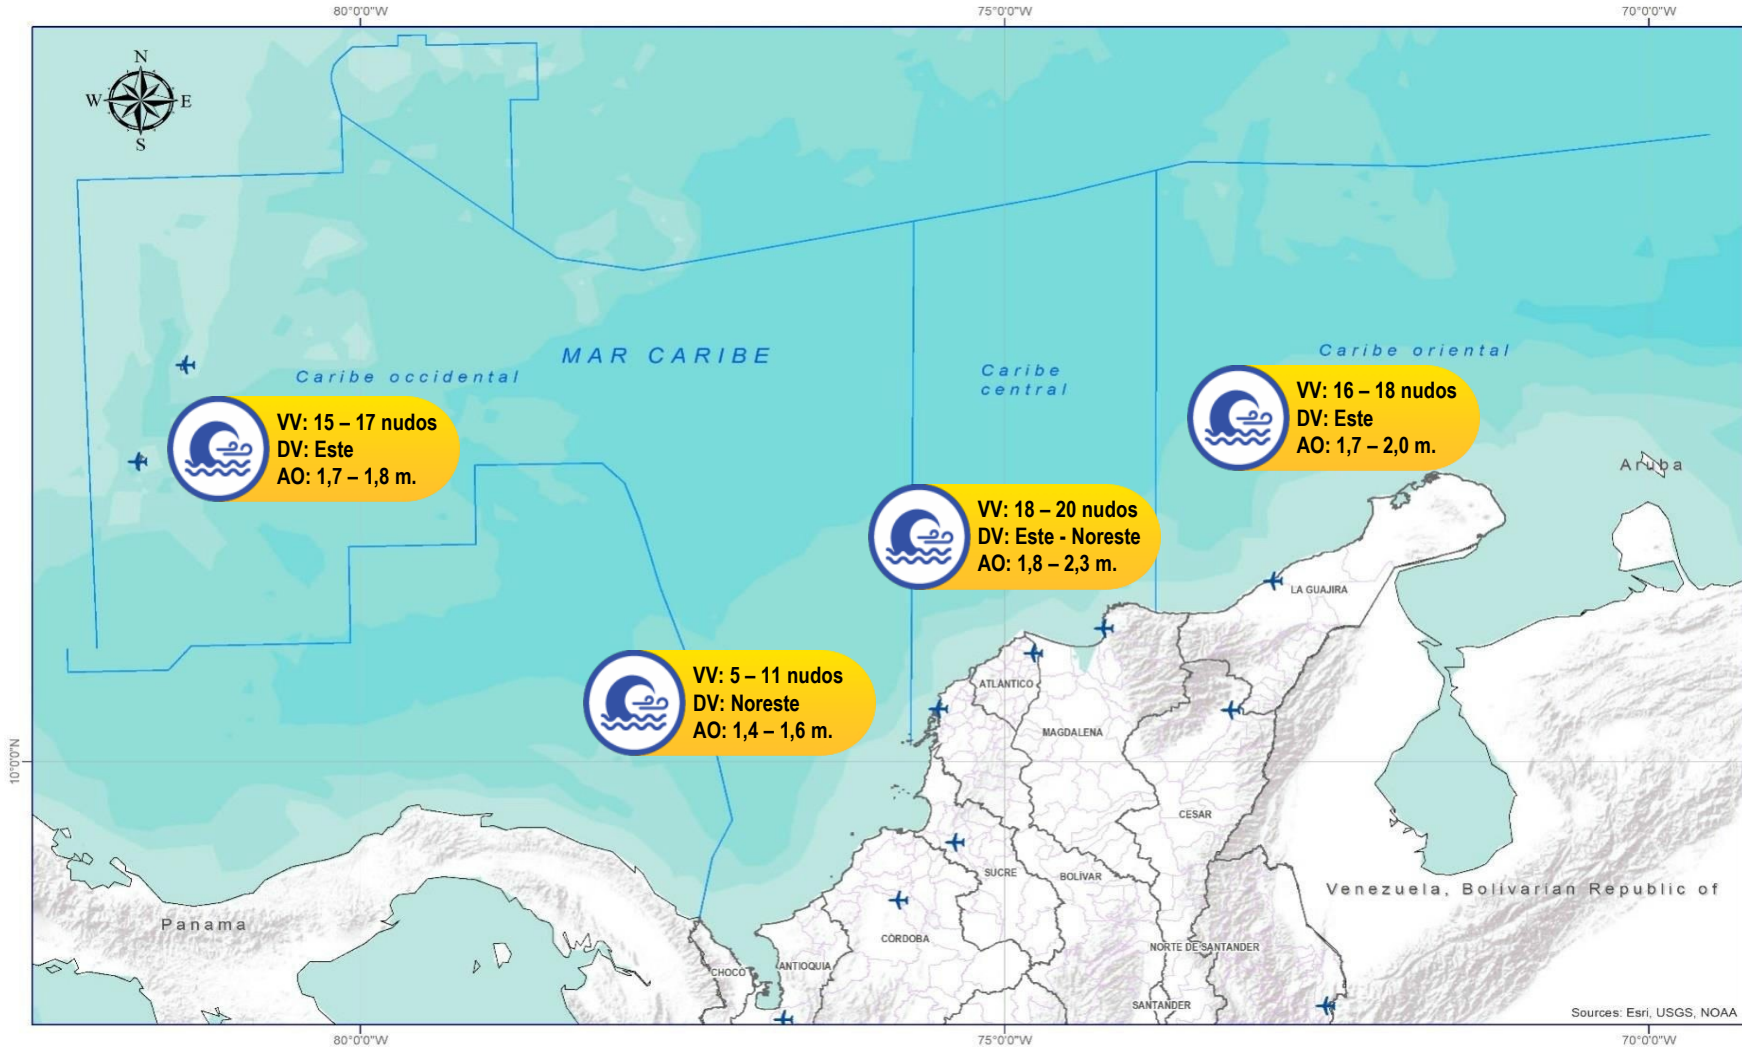 80°0'0"W
75°0'0"W
70°0'0"W
N
W
E
S
MAR CARIBE
Caribe occidental
Caribe
central
Caribe oriental
VV: 15 – 17 nudos
DV: Este
AO: 1,7 – 1,8 m.
VV: 16 – 18 nudos
DV: Este
AO: 1,7 – 2,0 m.
Aruba
VV: 18 – 20 nudos
DV: Este - Noreste
AO: 1,8 – 2,3 m.
LA GUAJIRA
VV: 5 – 11 nudos
DV: Noreste
AO: 1,4 – 1,6 m.
ATLÁNTICO
MAGDALENA
10°0'0"N
CESAR
SUCRE
BOLÍVAR
Venezuela, Bolivarian Republic of
Panama
CÓRDOBA
NORTE DE SANTANDER
CHOCÓ
ANTIOQUIA
SANTANDER
Sources: Esri, USGS, NOAA
80°0'0"W
75°0'0"W
70°0'0"W